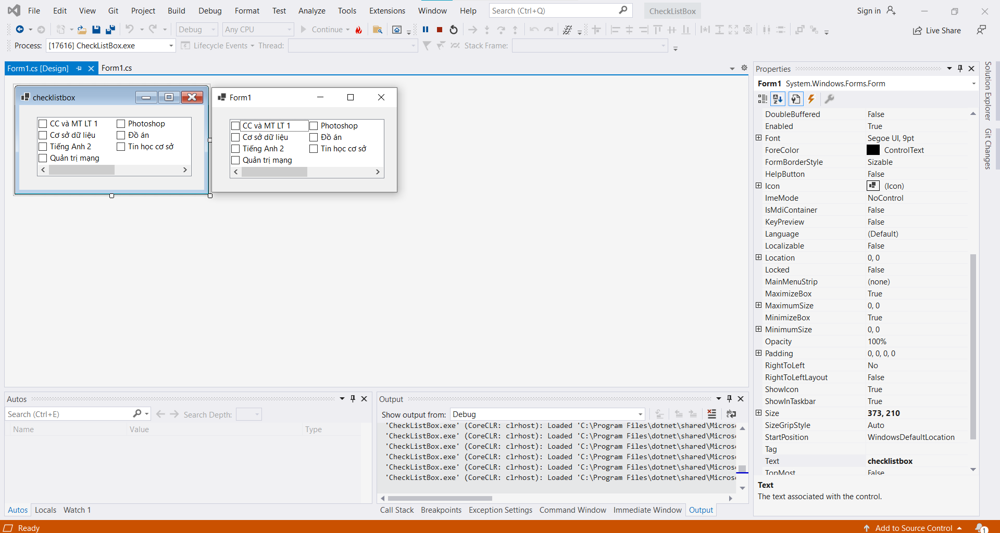 File Edit View Git Project Build Debug Format Test Analyze Tools Extensions Window Help Search (Ctrl+Q) CheckListBox Sign in
Debug Any CPU Continue Live Share
Process: [17616] CheckListBox.exe Lifecycle Events Thread: Stack Frame:
Form1.cs [Design] Form1.cs
checklistbox
CC và MT LT 1 Photoshop
Cơ sở dữ liệu Đồ án
Tiếng Anh 2 Tin học cơ sở
Quản trị mạng
Form1
CC và MT LT 1 Photoshop
Cơ sở dữ liệu Đồ án
Tiếng Anh 2 Tin học cơ sở
Quản trị mạng
Properties
Form1 System.Windows.Forms.Form
DoubleBuffered False
Enabled True
Font Segoe UI, 9pt
ForeColor ControlText
FormBorderStyle Sizable
HelpButton False
Icon (Icon)
ImeMode NoControl
IsMdiContainer False
KeyPreview False
Language (Default)
Localizable False
Location 0, 0
Locked False
MainMenuStrip (none)
MaximizeBox True
MaximumSize 0, 0
MinimizeBox True
MinimumSize 0, 0
Opacity 100%
Padding 0, 0, 0, 0
RightToLeft No
RightToLeftLayout False
ShowIcon True
ShowInTaskbar True
Size 373, 210
SizeGripStyle Auto
StartPosition WindowsDefaultLocation
Tag
Text checklistbox
TopMost False
Text
The text associated with the control.
Solution Explorer
Git Changes
Autos
Search (Ctrl+E) Search Depth:
Name Value Type
Autos Locals Watch 1
Output
Show output from: Debug
'CheckListBox.exe' (CoreCLR: clrhost): Loaded 'C:\Program Files\dotnet\shared\Micros
'CheckListBox.exe' (CoreCLR: clrhost): Loaded 'C:\Program Files\dotnet\shared\Micros
'CheckListBox.exe' (CoreCLR: clrhost): Loaded 'C:\Program Files\dotnet\shared\Micros
'CheckListBox.exe' (CoreCLR: clrhost): Loaded 'C:\Program Files\dotnet\shared\Micros
'CheckListBox.exe' (CoreCLR: clrhost): Loaded 'C:\Program Files\dotnet\shared\Micros
'CheckListBox.exe' (CoreCLR: clrhost): Loaded 'C:\Program Files\dotnet\shared\Micros
Call Stack Breakpoints Exception Settings Command Window Immediate Window Output
Ready Add to Source Control 1